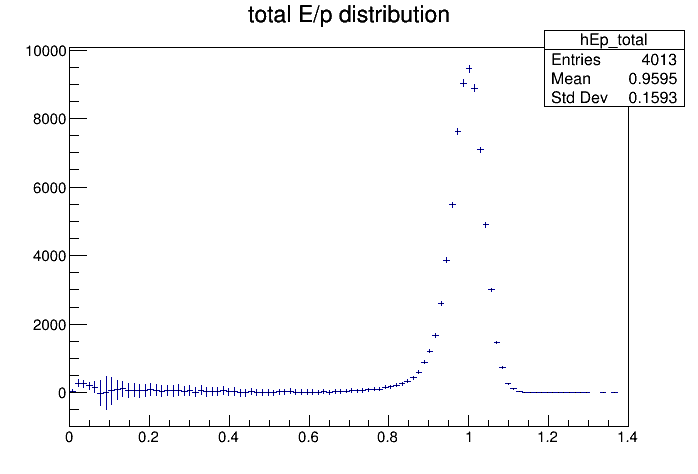 total E/p distribution
hEp_total
Entries 4013
Mean 0.9595
Std Dev 0.1593
10000
8000
6000
4000
2000
0
0 0.2 0.4 0.6 0.8 1 1.2 1.4